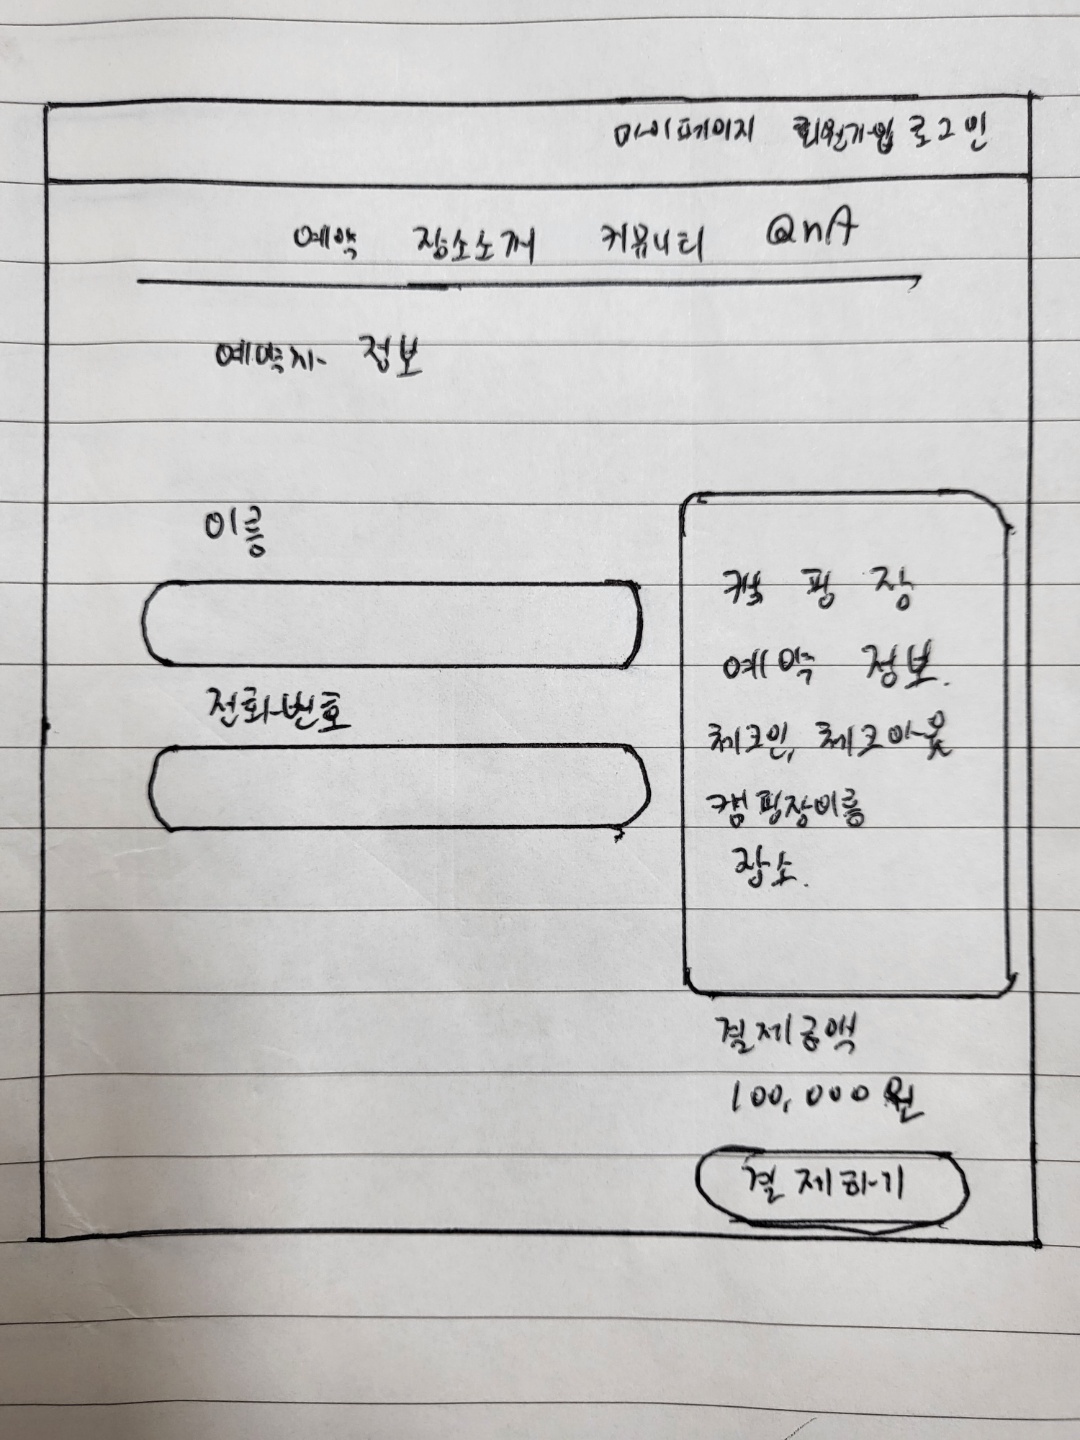 마이페이지 회원가입 로그인
예약 장소소개 커뮤니티 QnA
예약자 정보
이름
전화번호
캠핑장
예약 정보.
체크인, 체크아웃
캠핑장이름
장소.
결제금액
100,000원
결제하기